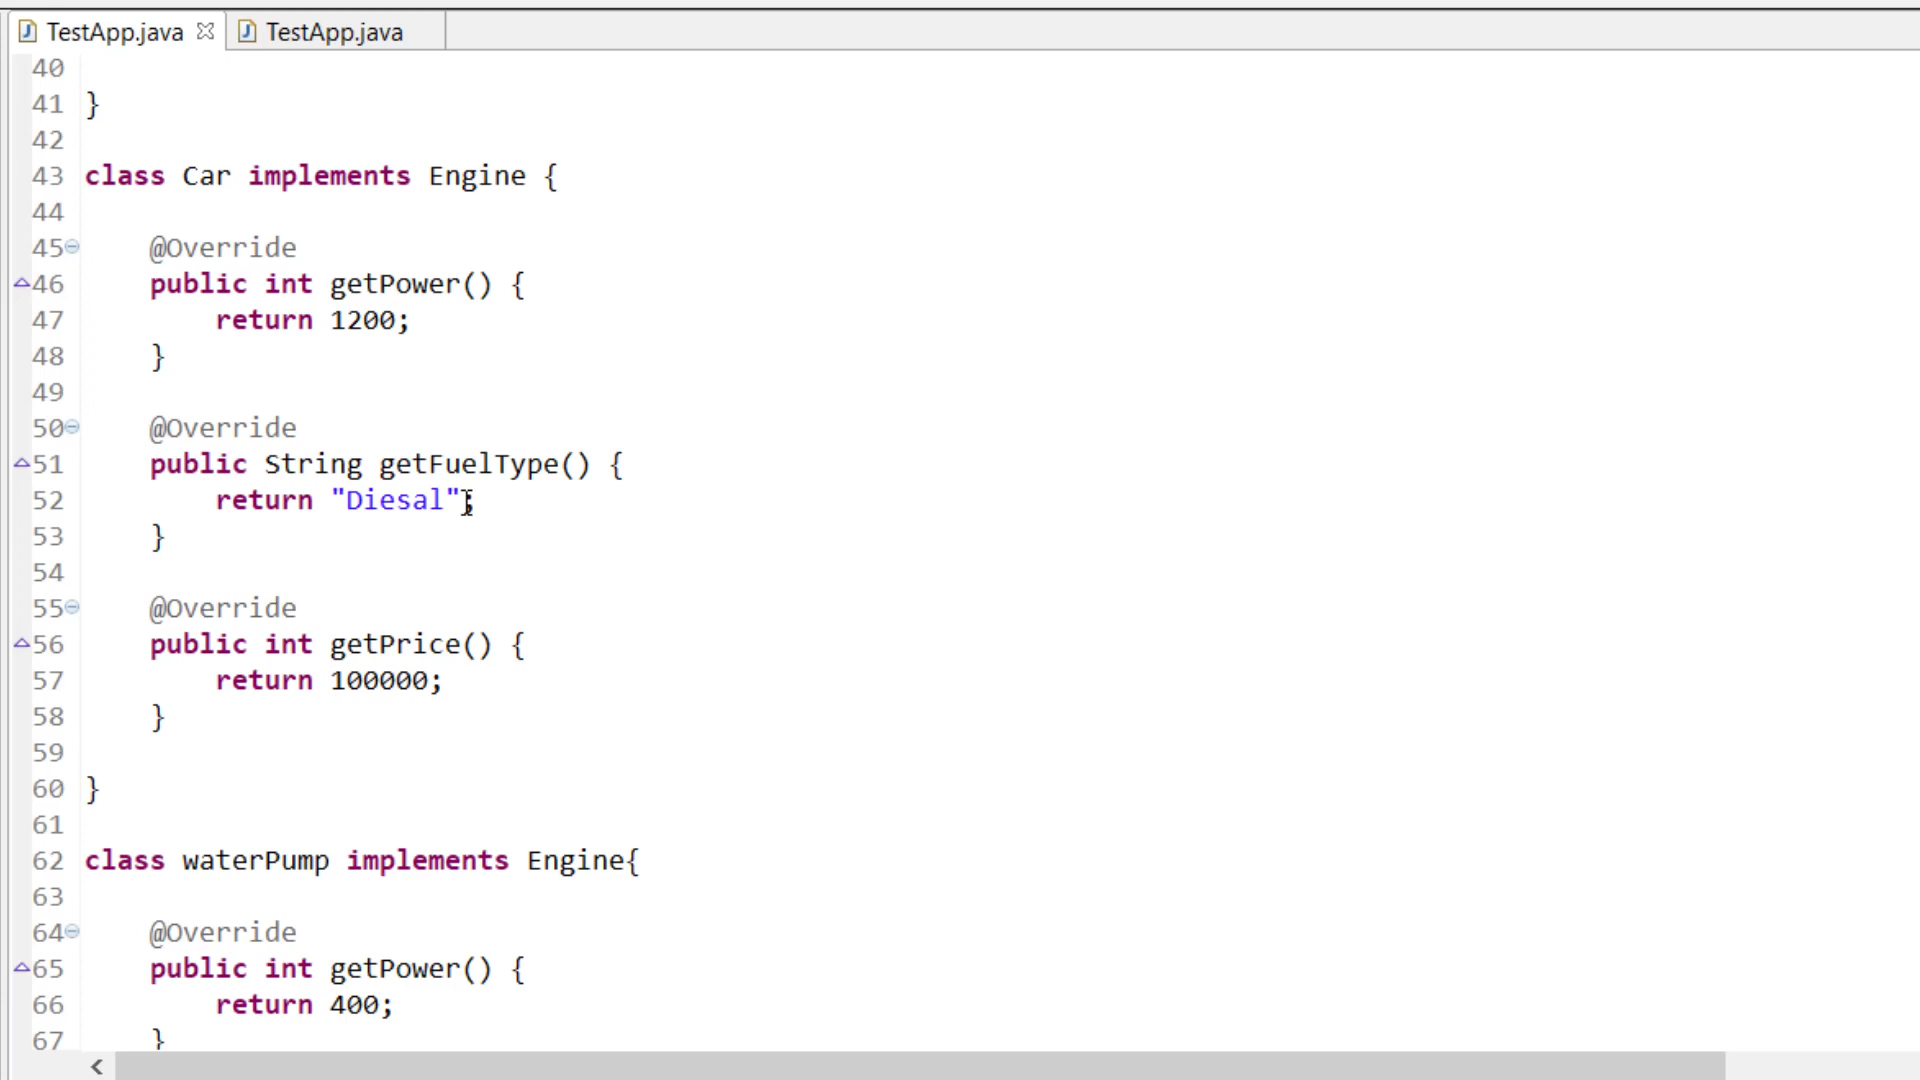 TestApp.java TestApp.java
40
41 }
42
43 class Car implements Engine {
44
45 @Override
46 public int getPower() {
47 return 1200;
48 }
49
50 @Override
51 public String getFuelType() {
52 return "Diesal";
53 }
54
55 @Override
56 public int getPrice() {
57 return 100000;
58 }
59
60 }
61
62 class waterPump implements Engine{
63
64 @Override
65 public int getPower() {
66 return 400;
67 }